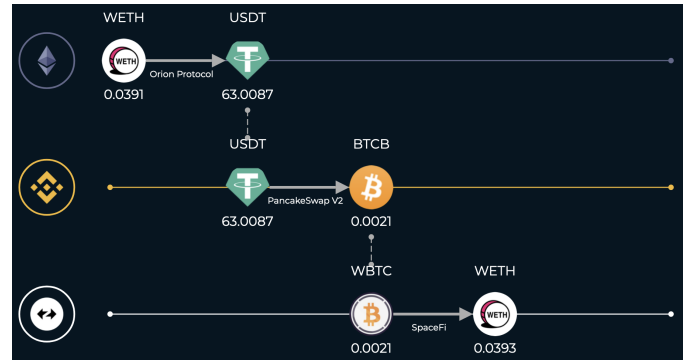 WETH USDT
WETH
Orion Protocol
0.0391 63.0087
USDT BTCB
PancakeSwap V2
63.0087 0.0021
WBTC WETH
WETH
SpaceFi
0.0021 0.0393